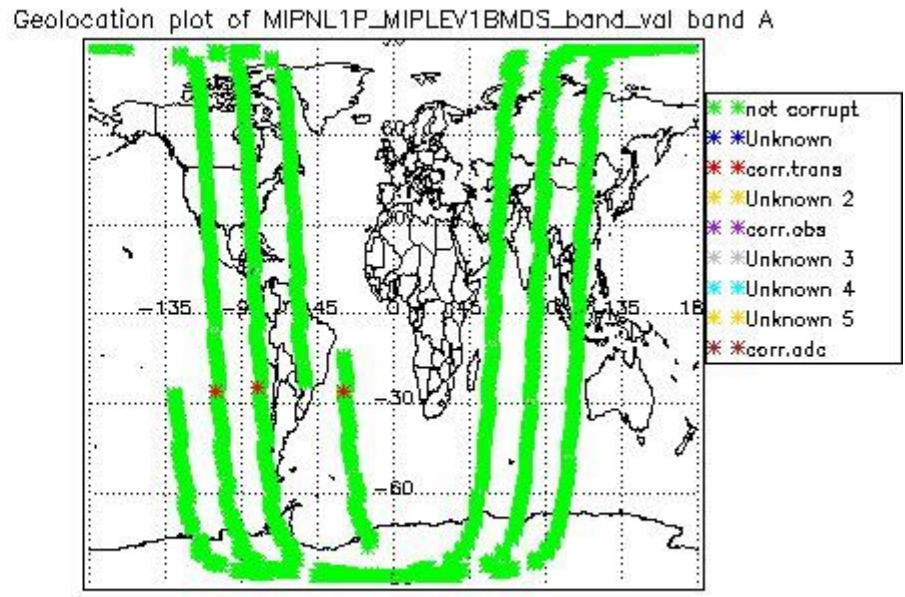 Geolocation plot of MIPNL1P_MIPLEV1BMDS_band_val band A
not corrupt
Unknown
corr.trans
Unknown 2
corr.obs
Unknown 3
Unknown 4
Unknown 5
corr.adc
60
-135
45
135
-30
-60